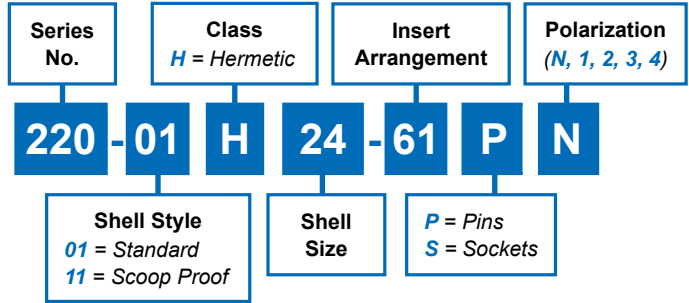 Series
No.
Class
H = Hermetic
Insert
Arrangement
Polarization
(N, 1, 2, 3, 4)
220 - 01 H 24 - 61 P N
Shell Style
01 = Standard
11 = Scoop Proof
Shell
Size
P = Pins
S = Sockets